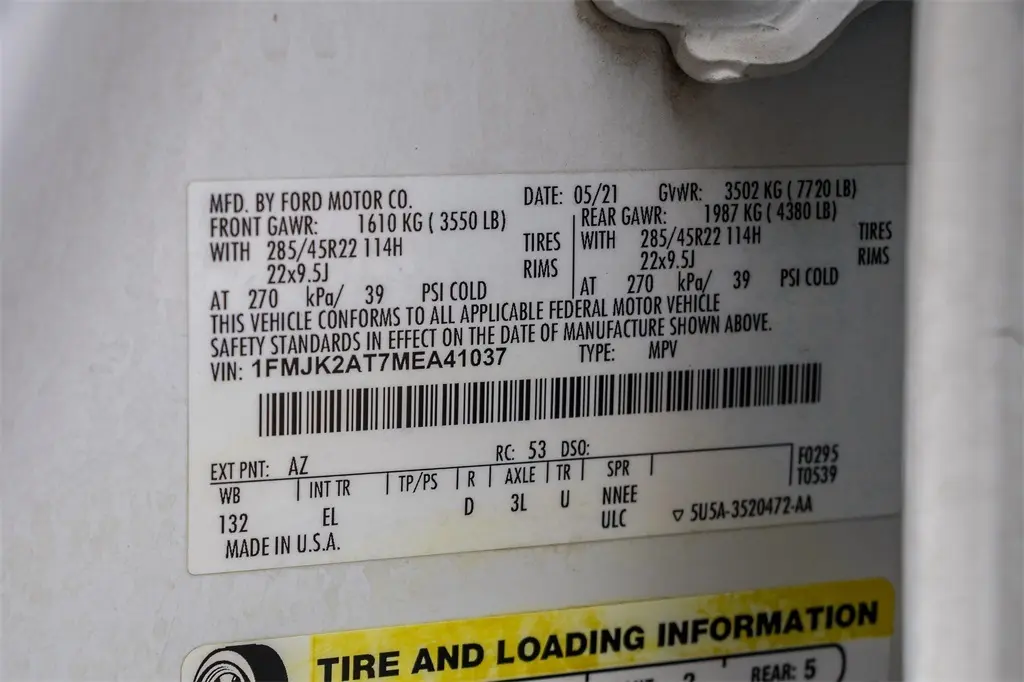 MFD. BY FORD MOTOR CO. DATE: 05/21 GVWR: 3502 KG ( 7720 LB)
FRONT GAWR: 1610 KG ( 3550 LB) REAR GAWR: 1987 KG ( 4380 LB)
WITH 285/45R22 114H TIRES WITH 285/45R22 114H TIRES
22x9.5J RIMS 22x9.5J RIMS
AT 270 kPa/ 39 PSI COLD AT 270 kPa/ 39 PSI COLD
THIS VEHICLE CONFORMS TO ALL APPLICABLE FEDERAL MOTOR VEHICLE
SAFETY STANDARDS IN EFFECT ON THE DATE OF MANUFACTURE SHOWN ABOVE.
VIN: 1FMJK2AT7MEA41037 TYPE: MPV
EXT PNT: AZ RC: 53 DSO: F0295
WB INT TR TP/PS R AXLE TR SPR T0539
132 EL D 3L U NNEE
ULC ▽ 5U5A-3520472-AA
MADE IN U.S.A.
TIRE AND LOADING INFORMATION
2 REAR: 5